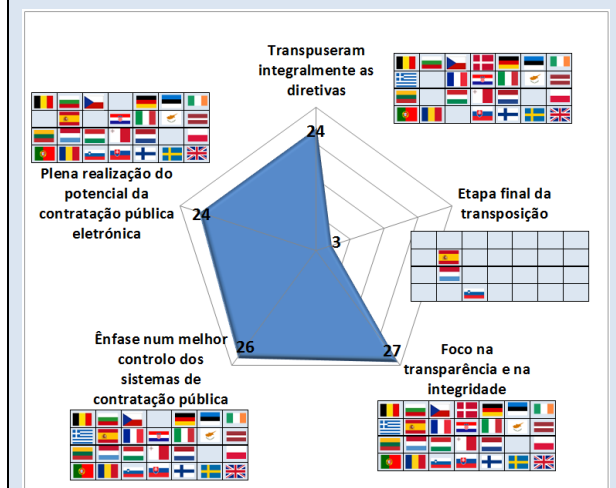 Transpuseram
integralmente as
diretivas
24
Plena realização do
potencial da
contratação pública
eletrónica
24
Etapa final da
transposição
3
Ênfase num melhor
controlo dos
sistemas de
contratação pública
26
27
Foco na
transparência e na
integridade